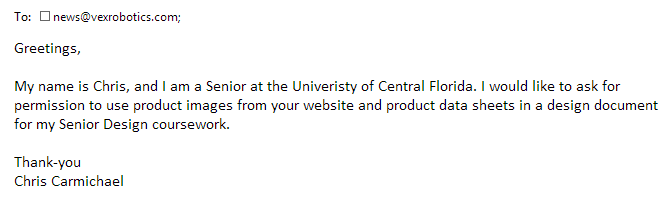 To: news@vexrobotics.com;
Greetings,
My name is Chris, and I am a Senior at the Univeristy of Central Florida. I would like to ask for
permission to use product images from your website and product data sheets in a design document
for my Senior Design coursework.
Thank-you
Chris Carmichael